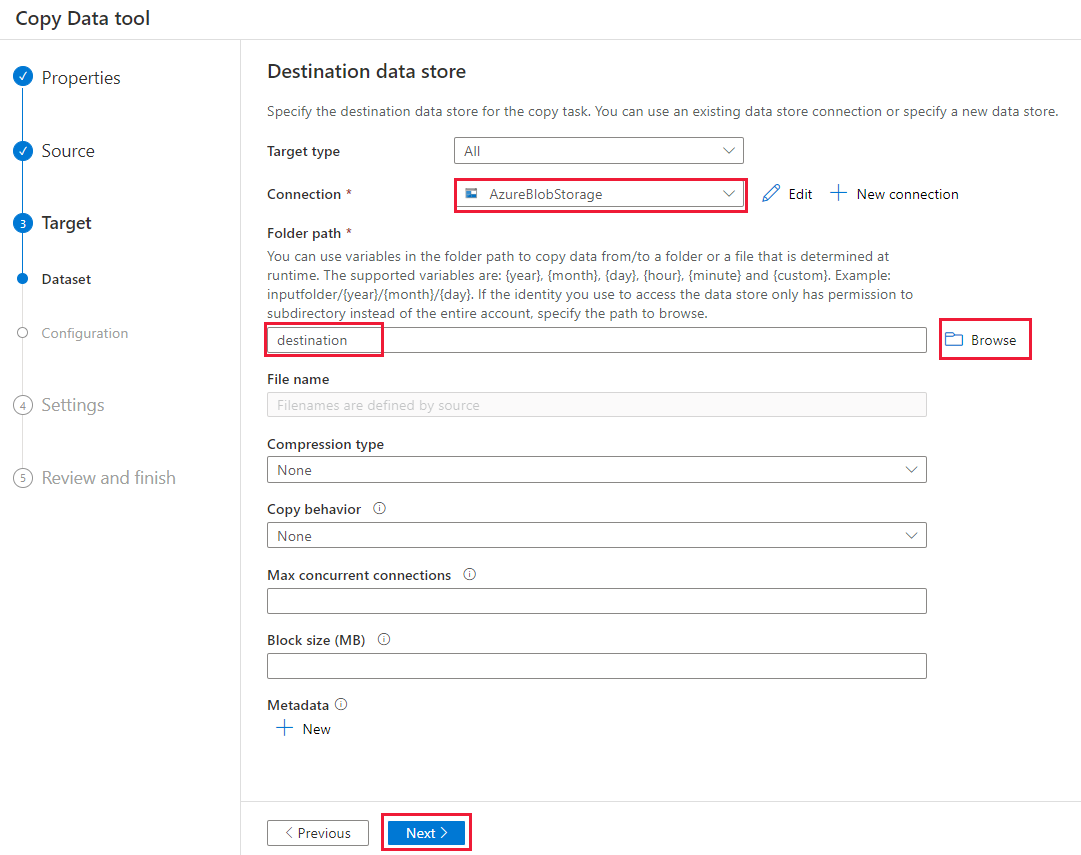 Copy Data tool
Properties
Source
3 Target
Dataset
Configuration
4 Settings
5 Review and finish
Destination data store
Specify the destination data store for the copy task. You can use an existing data store connection or specify a new data store.
Target type All
Connection * AzureBlobStorage Edit New connection
Folder path *
You can use variables in the folder path to copy data from/to a folder or a file that is determined at
runtime. The supported variables are: {year}, {month}, {day}, {hour}, {minute} and {custom}. Example:
inputfolder/{year}/{month}/{day}. If the identity you use to access the data store only has permission to
subdirectory instead of the entire account, specify the path to browse.
destination Browse
File name
Filenames are defined by source
Compression type
None
Copy behavior
None
Max concurrent connections
Block size (MB)
Metadata
New
Previous Next